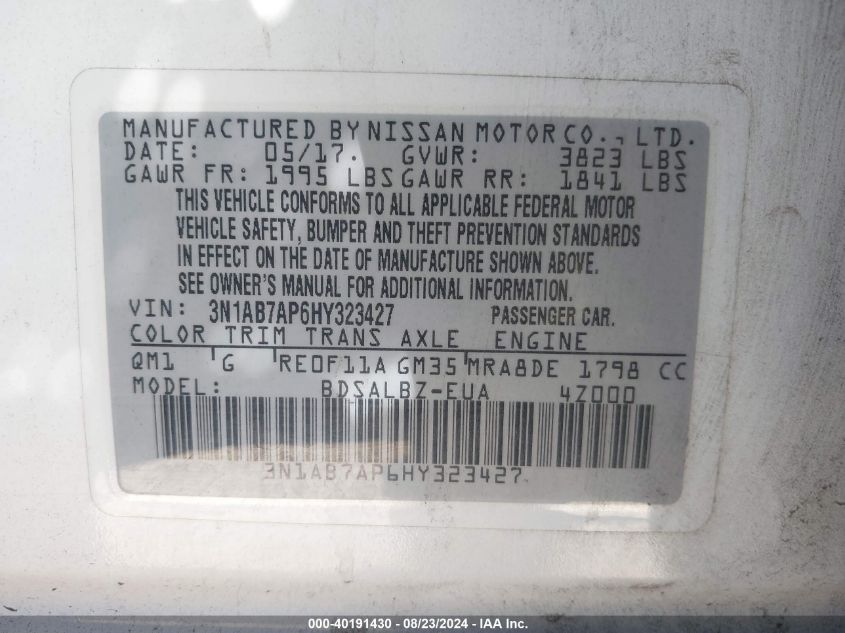 MANUFACTURED BY NISSAN MOTOR CO., LTD.
DATE: 05/17. GVWR: 3823 LBS
GAWR FR: 1995 LBS GAWR RR: 1841 LBS
THIS VEHICLE CONFORMS TO ALL APPLICABLE FEDERAL MOTOR
VEHICLE SAFETY, BUMPER AND THEFT PREVENTION STANDARDS
IN EFFECT ON THE DATE OF MANUFACTURE SHOWN ABOVE.
SEE OWNER'S MANUAL FOR ADDITIONAL INFORMATION.
VIN: 3N1AB7AP6HY323427 PASSENGER CAR.
COLOR TRIM TRANS AXLE ENGINE
QM1 G RE0F11A GM35 MRA8DE 1798 CC
MODEL: BDSALBZ-EUA 4Z000
3N1AB7AP6HY323427
000-40191430 - 08/23/2024 - IAAI.com